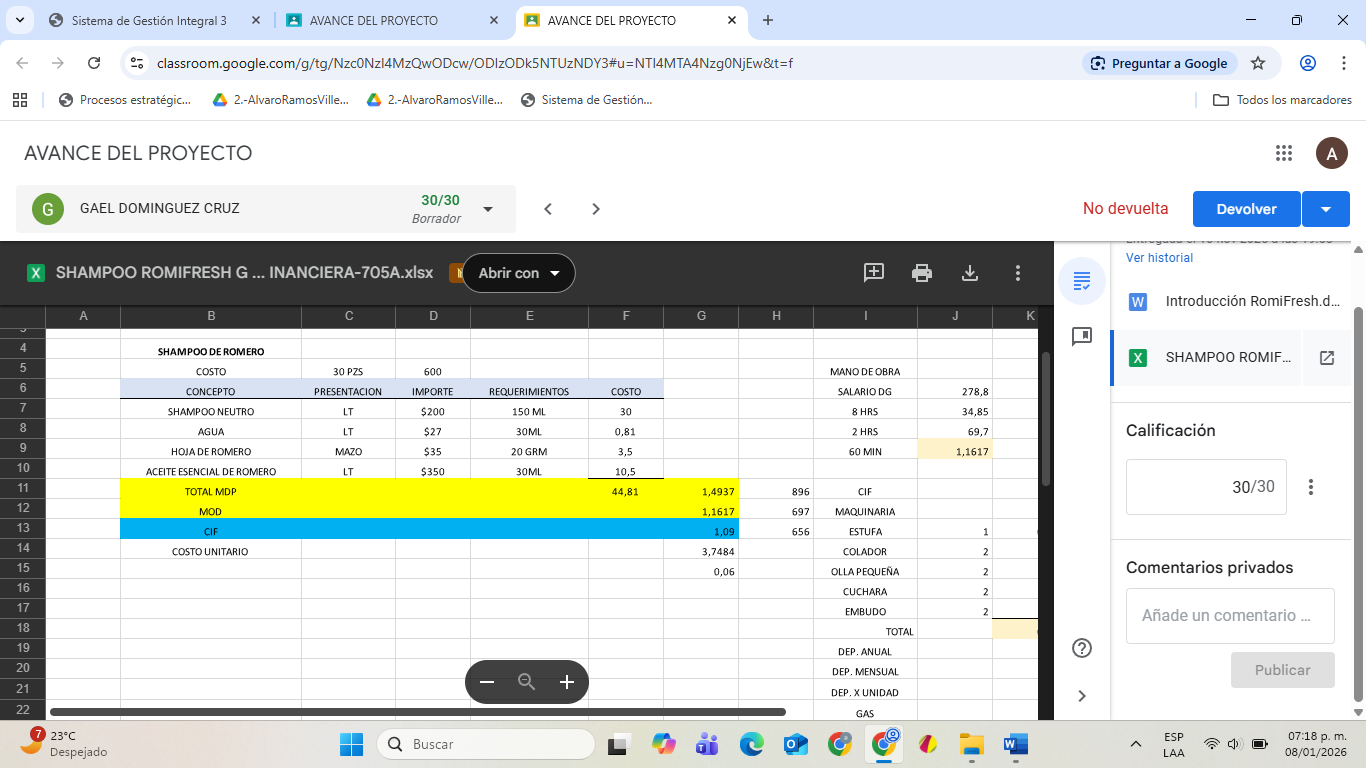 Sistema de Gestión Integral 3
AVANCE DEL PROYECTO
AVANCE DEL PROYECTO
classroom.google.com/g/tg/Nzc0NzI4MzQwODcw/ODIzODk5NTUzNDY3#u=NTI4MTA4Nzg0NjEw&t=f
Preguntar a Google
Procesos estratégic...
2.-AlvaroRamosVille...
2.-AlvaroRamosVille...
Sistema de Gestión...
Todos los marcadores
AVANCE DEL PROYECTO
A
G
GAEL DOMINGUEZ CRUZ
30/30
Borrador
No devuelta
Devolver
SHAMPOO ROMIFRESH G ... INANCIERA-705A.xlsx
Abrir con
Ver historial
Introducción RomiFresh.d...
SHAMPOO ROMIF...
Calificación
30/30
Comentarios privados
Añade un comentario ...
Publicar
A B C D E F G H I J K
4 SHAMPOO DE ROMERO
5 COSTO 30 PZS 600 MANO DE OBRA
6 CONCEPTO PRESENTACION IMPORTE REQUERIMIENTOS COSTO SALARIO DG 278,8
7 SHAMPOO NEUTRO LT $200 150 ML 30 8 HRS 34,85
8 AGUA LT $27 30ML 0,81 2 HRS 69,7
9 HOJA DE ROMERO MAZO $35 20 GRM 3,5 60 MIN 1,1617
10 ACEITE ESENCIAL DE ROMERO LT $350 30ML 10,5
11 TOTAL MDP 44,81 1,4937 896 CIF
12 MOD 1,1617 697 MAQUINARIA
13 CIF 1,09 656 ESTUFA 1
14 COSTO UNITARIO 3,7484 COLADOR 2
15 0,06 OLLA PEQUEÑA 2
16 CUCHARA 2
17 EMBUDO 2
18 TOTAL
19 DEP. ANUAL
20 DEP. MENSUAL
21 DEP. X UNIDAD
22 GAS
7
23°C
Despejado
Buscar
ESP
LAA
07:18 p. m.
08/01/2026